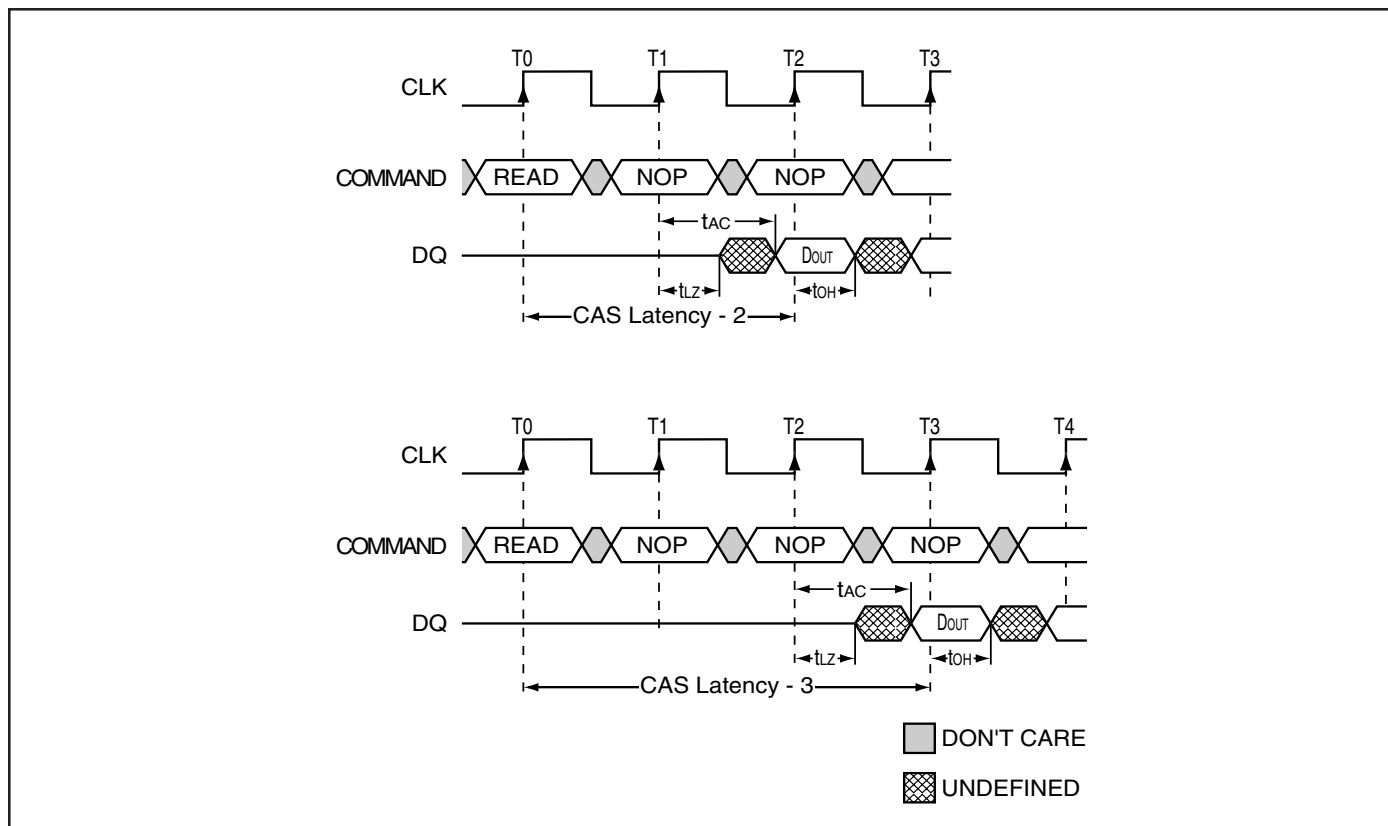 T0 T1 T2 T3
CLK
COMMAND READ NOP NOP
tAC
DQ DOUT
tLZ tOH
CAS Latency - 2
T0 T1 T2 T3 T4
CLK
COMMAND READ NOP NOP NOP
tAC
DQ DOUT
tLZ tOH
CAS Latency - 3
DON'T CARE
UNDEFINED